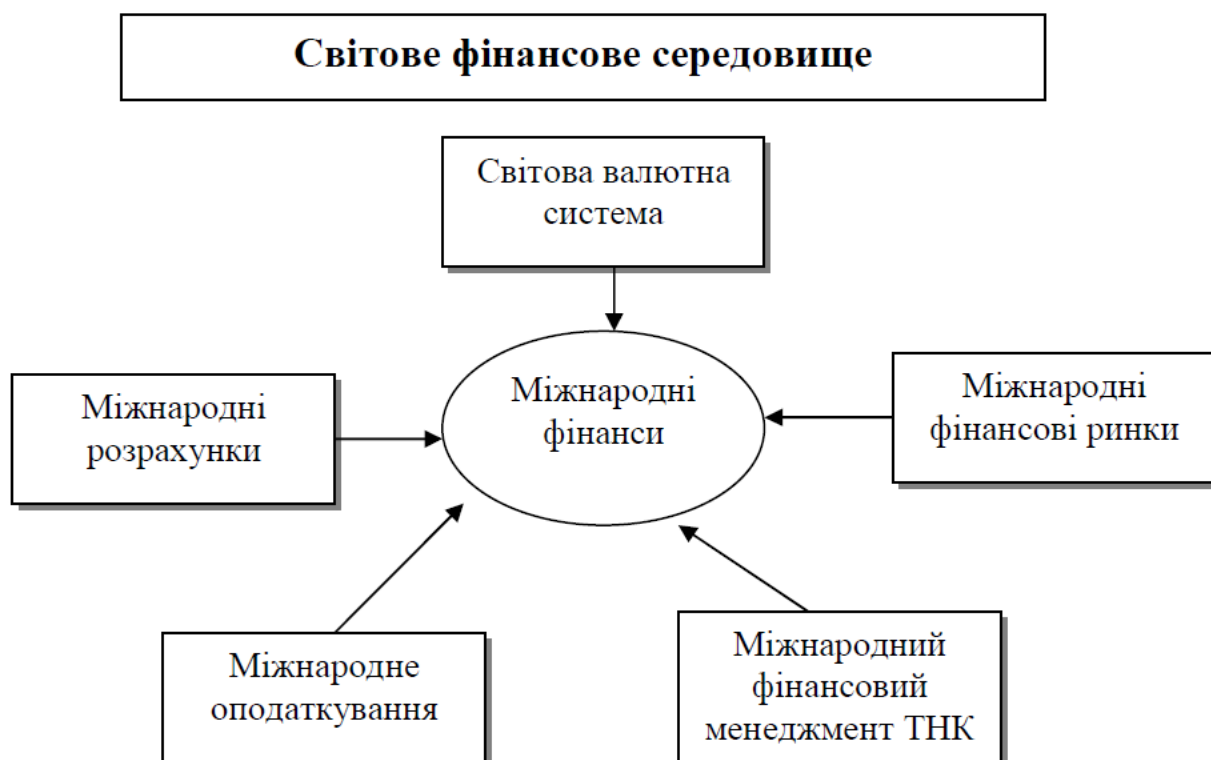 Світове фінансове середовище
Світова валютна
система
Міжнародні
розрахунки
Міжнародні
фінанси
Міжнародні
фінансові ринки
Міжнародне
оподаткування
Міжнародний
фінансовий
менеджмент ТНК